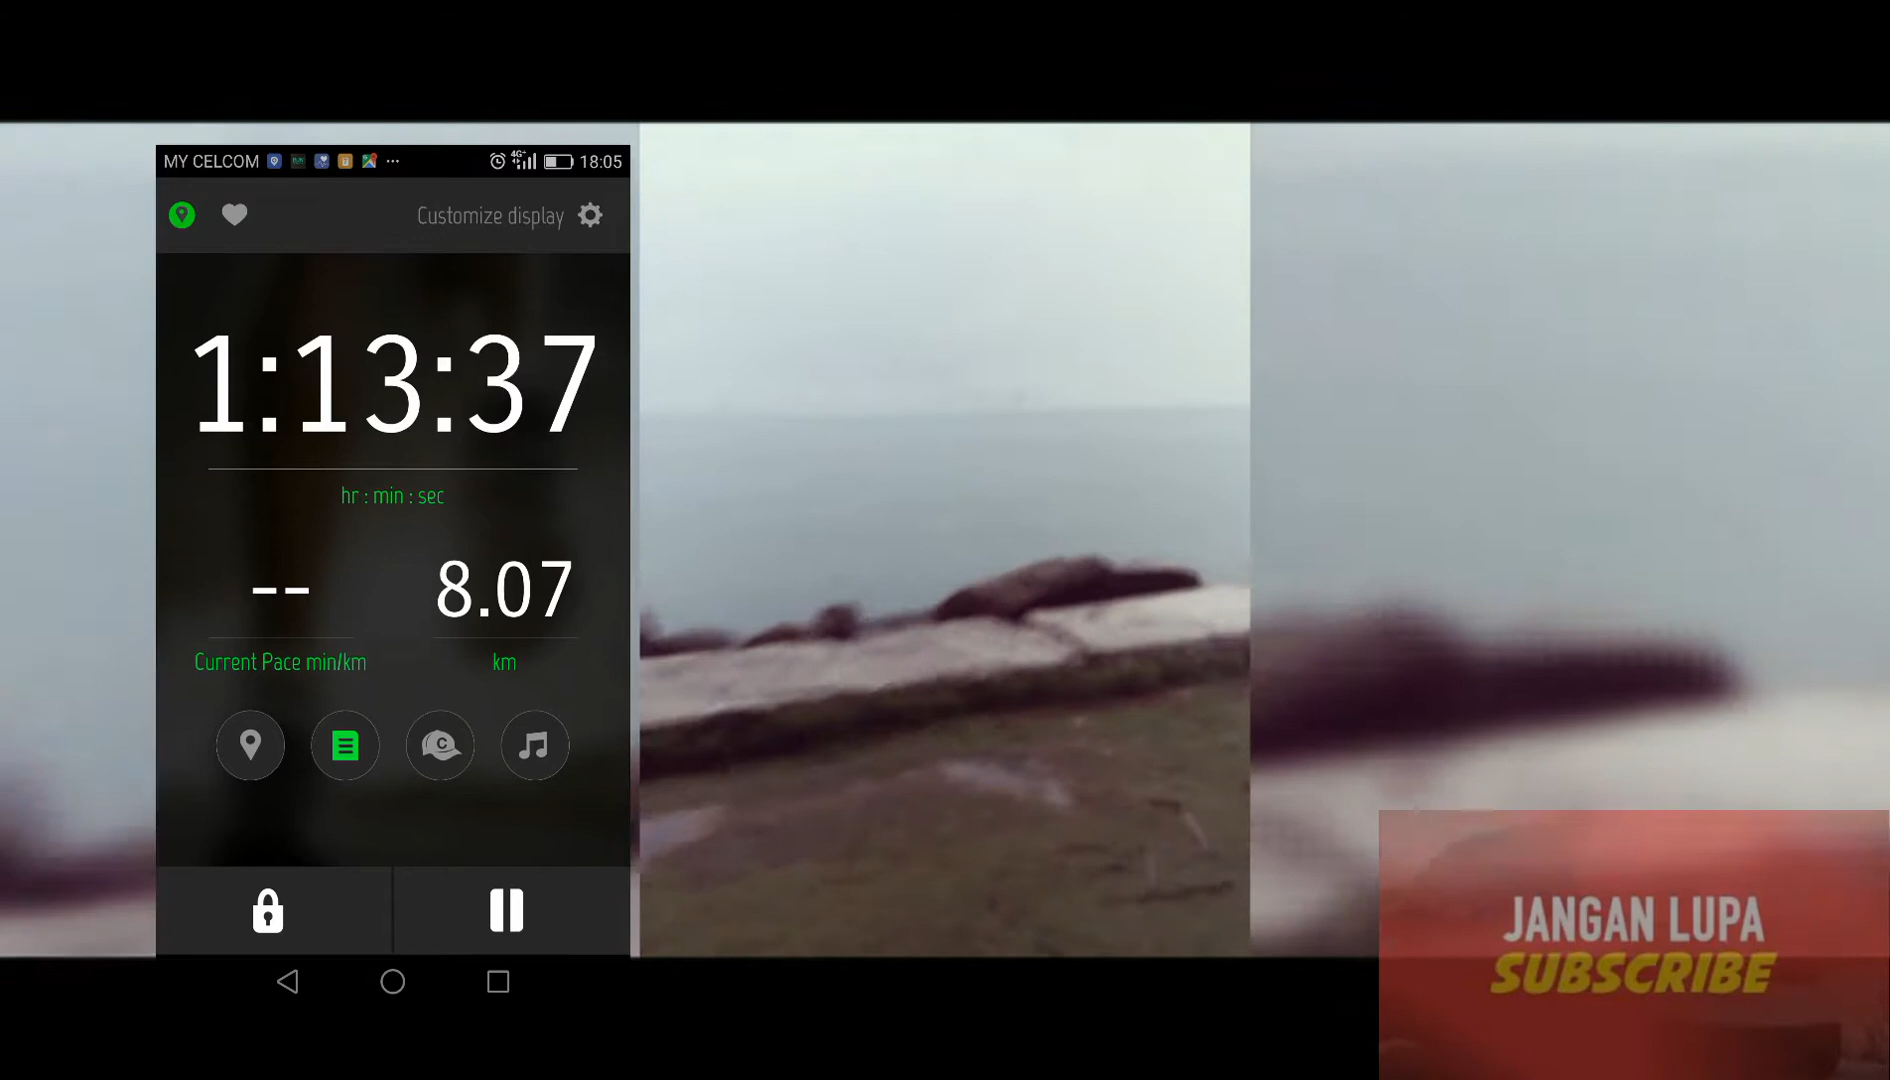 MY CELCOM ... 4G+ 18:05
Customize display
1:13:37
hr : min : sec
-- 8.07
Current Pace min/km km
C
JANGAN LUPA
SUBSCRIBE